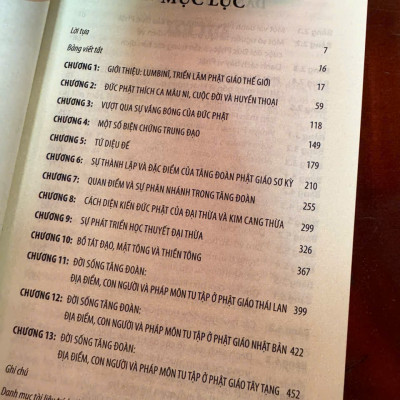 MỤC LỤC
Lời tựa 7
Bảng viết tắt 16
CHƯƠNG 1: GIỚI THIỆU: LUMBINĪ, TRIỂN LÃM PHẬT GIÁO THẾ GIỚI 17
CHƯƠNG 2: ĐỨC PHẬT THÍCH CA MÂU NI, CUỘC ĐỜI VÀ HUYỀN THOẠI 59
CHƯƠNG 3: VƯỢT QUA SỰ VẮNG BÓNG CỦA ĐỨC PHẬT 118
CHƯƠNG 4: MỘT SỐ BIỆN CHỨNG TRUNG ĐẠO 149
CHƯƠNG 5: TỨ DIỆU ĐẾ 179
CHƯƠNG 6: SỰ THÀNH LẬP VÀ ĐẶC ĐIỂM CỦA TĂNG ĐOÀN PHẬT GIÁO SƠ KỲ 210
CHƯƠNG 7: QUAN ĐIỂM VÀ SỰ PHÂN NHÁNH TRONG TĂNG ĐOÀN 255
CHƯƠNG 8: CÁCH DIỆN KIẾN ĐỨC PHẬT CỦA ĐẠI THỪA VÀ KIM CANG THỪA 299
CHƯƠNG 9: SỰ PHÁT TRIỂN HỌC THUYẾT ĐẠI THỪA 326
CHƯƠNG 10: BỒ TÁT ĐẠO, MẬT TÔNG VÀ THIỀN TÔNG 367
CHƯƠNG 11: ĐỜI SỐNG TĂNG ĐOÀN:
ĐỊA ĐIỂM, CON NGƯỜI VÀ PHÁP MÔN TU TẬP Ở PHẬT GIÁO THÁI LAN 399
CHƯƠNG 12: ĐỜI SỐNG TĂNG ĐOÀN:
ĐỊA ĐIỂM, CON NGƯỜI VÀ PHÁP MÔN TU TẬP Ở PHẬT GIÁO NHẬT BẢN 422
CHƯƠNG 13: ĐỜI SỐNG TĂNG ĐOÀN:
ĐỊA ĐIỂM, CON NGƯỜI VÀ PHÁP MÔN TU TẬP Ở PHẬT GIÁO TÂY TẠNG 452
Ghi chú
Danh mục tài liệu